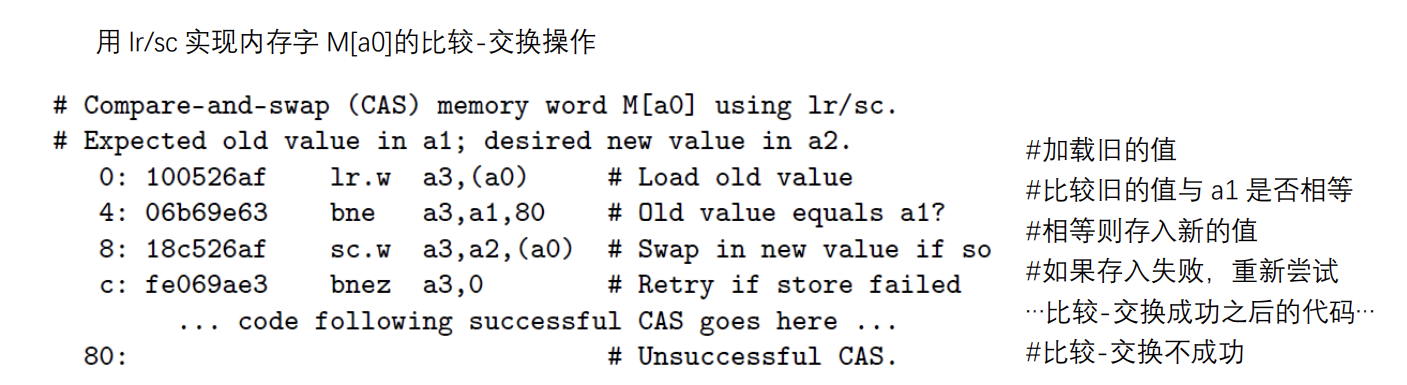 用 lr/sc 实现内存字 M[a0]的比较-交换操作
# Compare-and-swap (CAS) memory word M[a0] using lr/sc.
# Expected old value in a1; desired new value in a2.
0: 100526af lr.w a3,(a0) # Load old value
4: 06b69e63 bne a3,a1,80 # Old value equals a1?
8: 18c526af sc.w a3,a2,(a0) # Swap in new value if so
c: fe069ae3 bnez a3,0 # Retry if store failed
... code following successful CAS goes here ...
80: # Unsuccessful CAS.
#加载旧的值
#比较旧的值与 a1 是否相等
#相等则存入新的值
#如果存入失败，重新尝试
…比较-交换成功之后的代码…
#比较-交换不成功